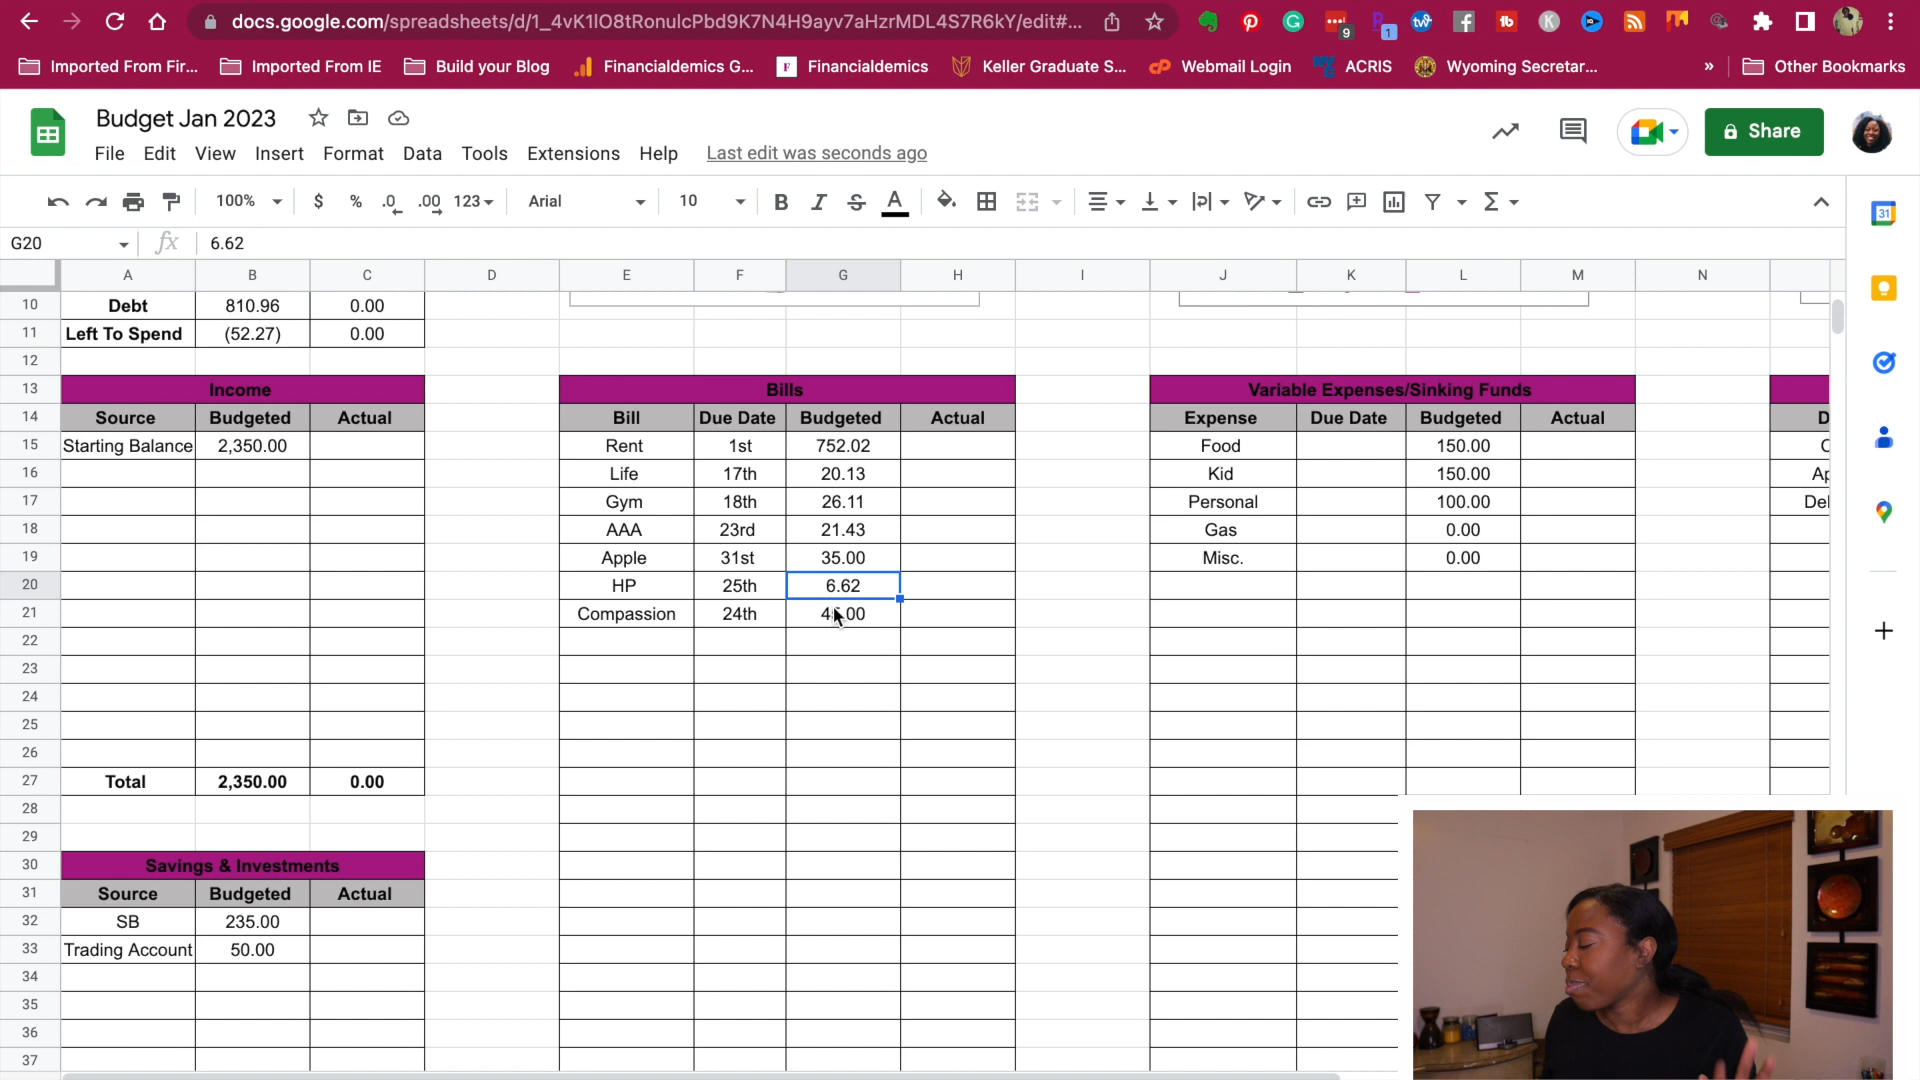 docs.google.com/spreadsheets/d/1_4vK1lO8tRonulcPbd9K7N4H9ayv7aHzrMDL4S7R6kY/edit#...
9
1
Imported From Fir... Imported From IE Build your Blog Financialdemics G... Financialdemics Keller Graduate S... Webmail Login ACRIS Wyoming Secretar... » Other Bookmarks
Budget Jan 2023
Share
File Edit View Insert Format Data Tools Extensions Help Last edit was seconds ago
100% $ % .0 .00 123 Arial 10 B I S A Σ
31
G20 fx 6.62
A B C D E F G H I J K L M N
10 Debt 810.96 0.00
11 Left To Spend (52.27) 0.00
12
13 Income Bills Variable Expenses/Sinking Funds
14 Source Budgeted Actual Bill Due Date Budgeted Actual Expense Due Date Budgeted Actual
15 Starting Balance 2,350.00 Rent 1st 752.02 Food 150.00
16 Life 17th 20.13 Kid 150.00
17 Gym 18th 26.11 Personal 100.00
18 AAA 23rd 21.43 Gas 0.00
19 Apple 31st 35.00 Misc. 0.00
20 HP 25th 6.62
21 Compassion 24th
22
23
24
25
26
27 Total 2,350.00 0.00
28
29
30 Savings & Investments
31 Source Budgeted Actual
32 SB 235.00
33 Trading Account 50.00
34
35
36
37